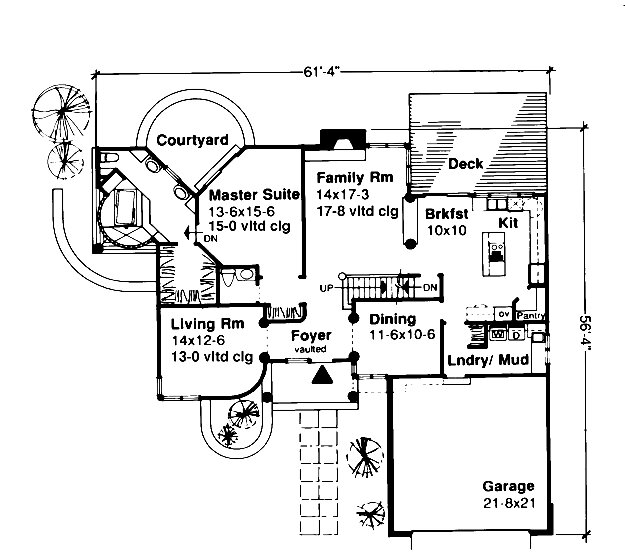 61'-4"
Courtyard
Deck
Family Rm
14x17-3
17-8 vltd clg
Master Suite
13-6x15-6
15-0 vltd clg
DN
Brkfst
10x10
Kit
UP
DN
Living Rm
14x12-6
13-0 vltd clg
Foyer
vaulted
Dining
11-6x10-6
OV
Pantry
W
D
Lndry/ Mud
56'-4"
Garage
21-8x21